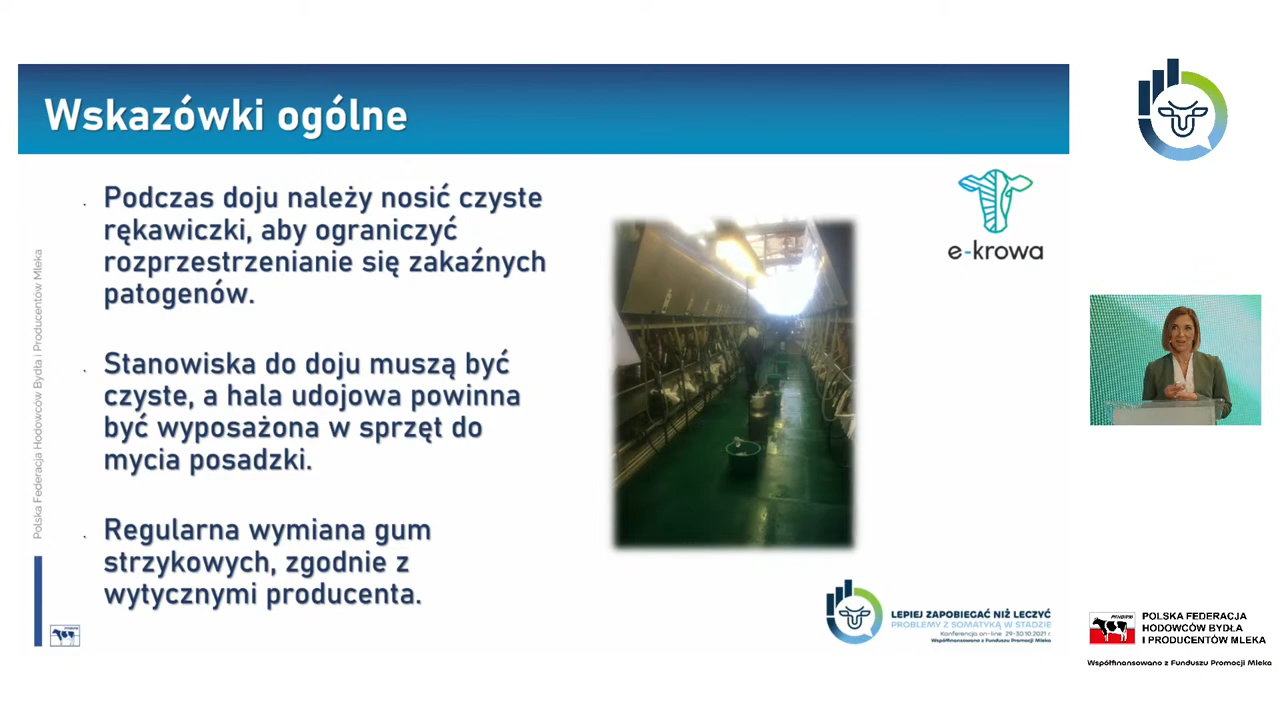 Wskazówki ogólne
Podczas doju należy nosić czyste
rękawiczki, aby ograniczyć
rozprzestrzenianie się zakaźnych
patogenów.
Stanowiska do doju muszą być
czyste, a hala udojowa powinna
być wyposażona w sprzęt do
mycia posadzki.
Regularna wymiana gum
strzykowych, zgodnie z
wytycznymi producenta.
Polska Federacja Hodowców Bydła i Producentów Mleka
e-krowa
LEPIEJ ZAPOBIEGAĆ NIŻ LECZYĆ
PROBLEMY Z SOMATYKĄ W STADZIE
Konferencja on-line 29-30.10.2021 r.
Współfinansowano z Funduszu Promocji Mleka
POLSKA FEDERACJA
HODOWCÓW BYDŁA
I PRODUCENTÓW MLEKA
Współfinansowano z Funduszu Promocji Mleka